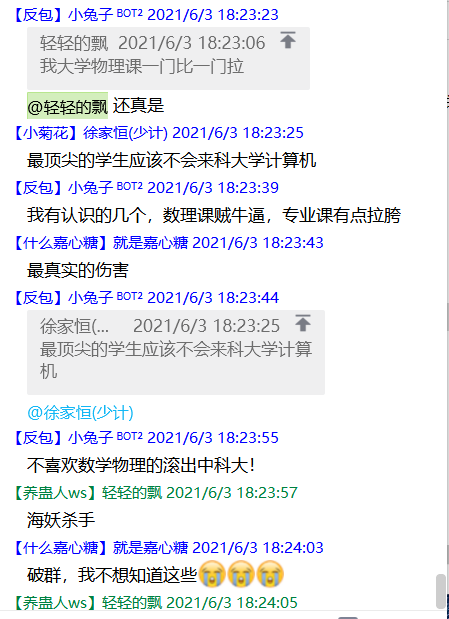 【反包】小兔子 BOT² 2021/6/3 18:23:23
轻轻的飘 2021/6/3 18:23:06
我大学物理课一门比一门拉
@轻轻的飘 还真是
【小菊花】徐家恒(少计) 2021/6/3 18:23:25
最顶尖的学生应该不会来科大学计算机
【反包】小兔子 BOT² 2021/6/3 18:23:39
我有认识的几个，数理课贼牛逼，专业课有点拉胯
【什么嘉心糖】就是嘉心糖 2021/6/3 18:23:43
最真实的伤害
【反包】小兔子 BOT² 2021/6/3 18:23:44
徐家恒(... 2021/6/3 18:23:25
最顶尖的学生应该不会来科大学计算
机
@徐家恒(少计)
【反包】小兔子 BOT² 2021/6/3 18:23:55
不喜欢数学物理的滚出中科大！
【养蛊人ws】轻轻的飘 2021/6/3 18:23:57
海妖杀手
【什么嘉心糖】就是嘉心糖 2021/6/3 18:24:03
破群，我不想知道这些😭😭😭
【养蛊人ws】轻轻的飘 2021/6/3 18:24:05